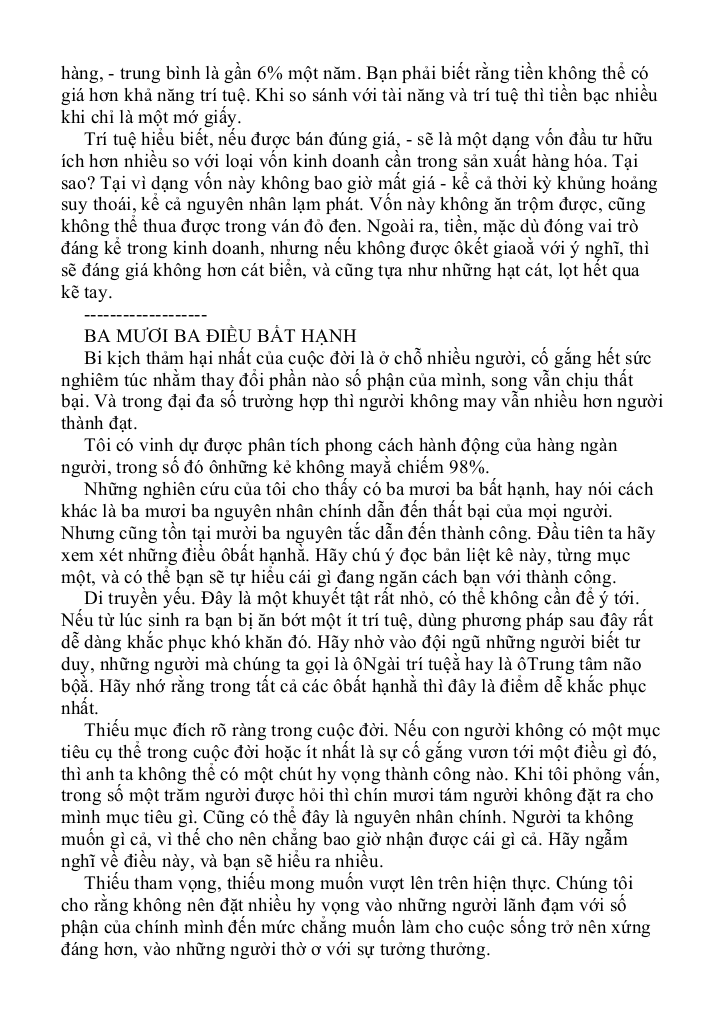 hàng, - trung bình là gần 6% một năm. Bạn phải biết rằng tiền không thể có
giá hơn khả năng trí tuệ. Khi so sánh với tài năng và trí tuệ thì tiền bạc nhiều
khi chỉ là một mớ giấy.
Trí tuệ hiểu biết, nếu được bán đúng giá, - sẽ là một dạng vốn đầu tư hữu
ích hơn nhiều so với loại vốn kinh doanh cần trong sản xuất hàng hóa. Tại
sao? Tại vì dạng vốn này không bao giờ mất giá - kể cả thời kỳ khủng hoảng
suy thoái, kể cả nguyên nhân lạm phát. Vốn này không ăn trộm được, cũng
không thể thua được trong ván đỏ đen. Ngoài ra, tiền, mặc dù đóng vai trò
đáng kể trong kinh doanh, nhưng nếu không được ôkết giaoằ với ý nghĩ, thì
sẽ đáng giá không hơn cát biển, và cũng tựa như những hạt cát, lọt hết qua
kẽ tay.
-------------------
BA MƯƠI BA ĐIỀU BẤT HẠNH
Bi kịch thảm hại nhất của cuộc đời là ở chỗ nhiều người, cố gắng hết sức
nghiêm túc nhằm thay đổi phần nào số phận của mình, song vẫn chịu thất
bại. Và trong đại đa số trường hợp thì người không may vẫn nhiều hơn người
thành đạt.
Tôi có vinh dự được phân tích phong cách hành động của hàng ngàn
người, trong số đó ônhững kẻ không mayằ chiếm 98%.
Những nghiên cứu của tôi cho thấy có ba mươi ba bất hạnh, hay nói cách
khác là ba mươi ba nguyên nhân chính dẫn đến thất bại của mọi người.
Nhưng cũng tồn tại mười ba nguyên tắc dẫn đến thành công. Đầu tiên ta hãy
xem xét những điều ôbất hạnhằ. Hãy chú ý đọc bản liệt kê này, từng mục
một, và có thể bạn sẽ tự hiểu cái gì đang ngăn cách bạn với thành công.
Di truyền yếu. Đây là một khuyết tật rất nhỏ, có thể không cần để ý tới.
Nếu từ lúc sinh ra bạn bị ăn bớt một ít trí tuệ, dùng phương pháp sau đây rất
dễ dàng khắc phục khó khăn đó. Hãy nhờ vào đội ngũ những người biết tư
duy, những người mà chúng ta gọi là ôNgài trí tuệằ hay là ôTrung tâm não
bộằ. Hãy nhớ rằng trong tất cả các ôbất hạnhằ thì đây là điểm dễ khắc phục
nhất.
Thiếu mục đích rõ ràng trong cuộc đời. Nếu con người không có một mục
tiêu cụ thể trong cuộc đời hoặc ít nhất là sự cố gắng vươn tới một điều gì đó,
thì anh ta không thể có một chút hy vọng thành công nào. Khi tôi phỏng vấn,
trong số một trăm người được hỏi thì chín mươi tám người không đặt ra cho
mình mục tiêu gì. Cũng có thể đây là nguyên nhân chính. Người ta không
muốn gì cả, vì thế cho nên chẳng bao giờ nhận được cái gì cả. Hãy ngẫm
nghĩ về điều này, và bạn sẽ hiểu ra nhiều.
Thiếu tham vọng, thiếu mong muốn vượt lên trên hiện thực. Chúng tôi
cho rằng không nên đặt nhiều hy vọng vào những người lãnh đạm với số
phận của chính mình đến mức chẳng muốn làm cho cuộc sống trở nên xứng
đáng hơn, vào những người thờ ơ với sự tưởng thưởng.